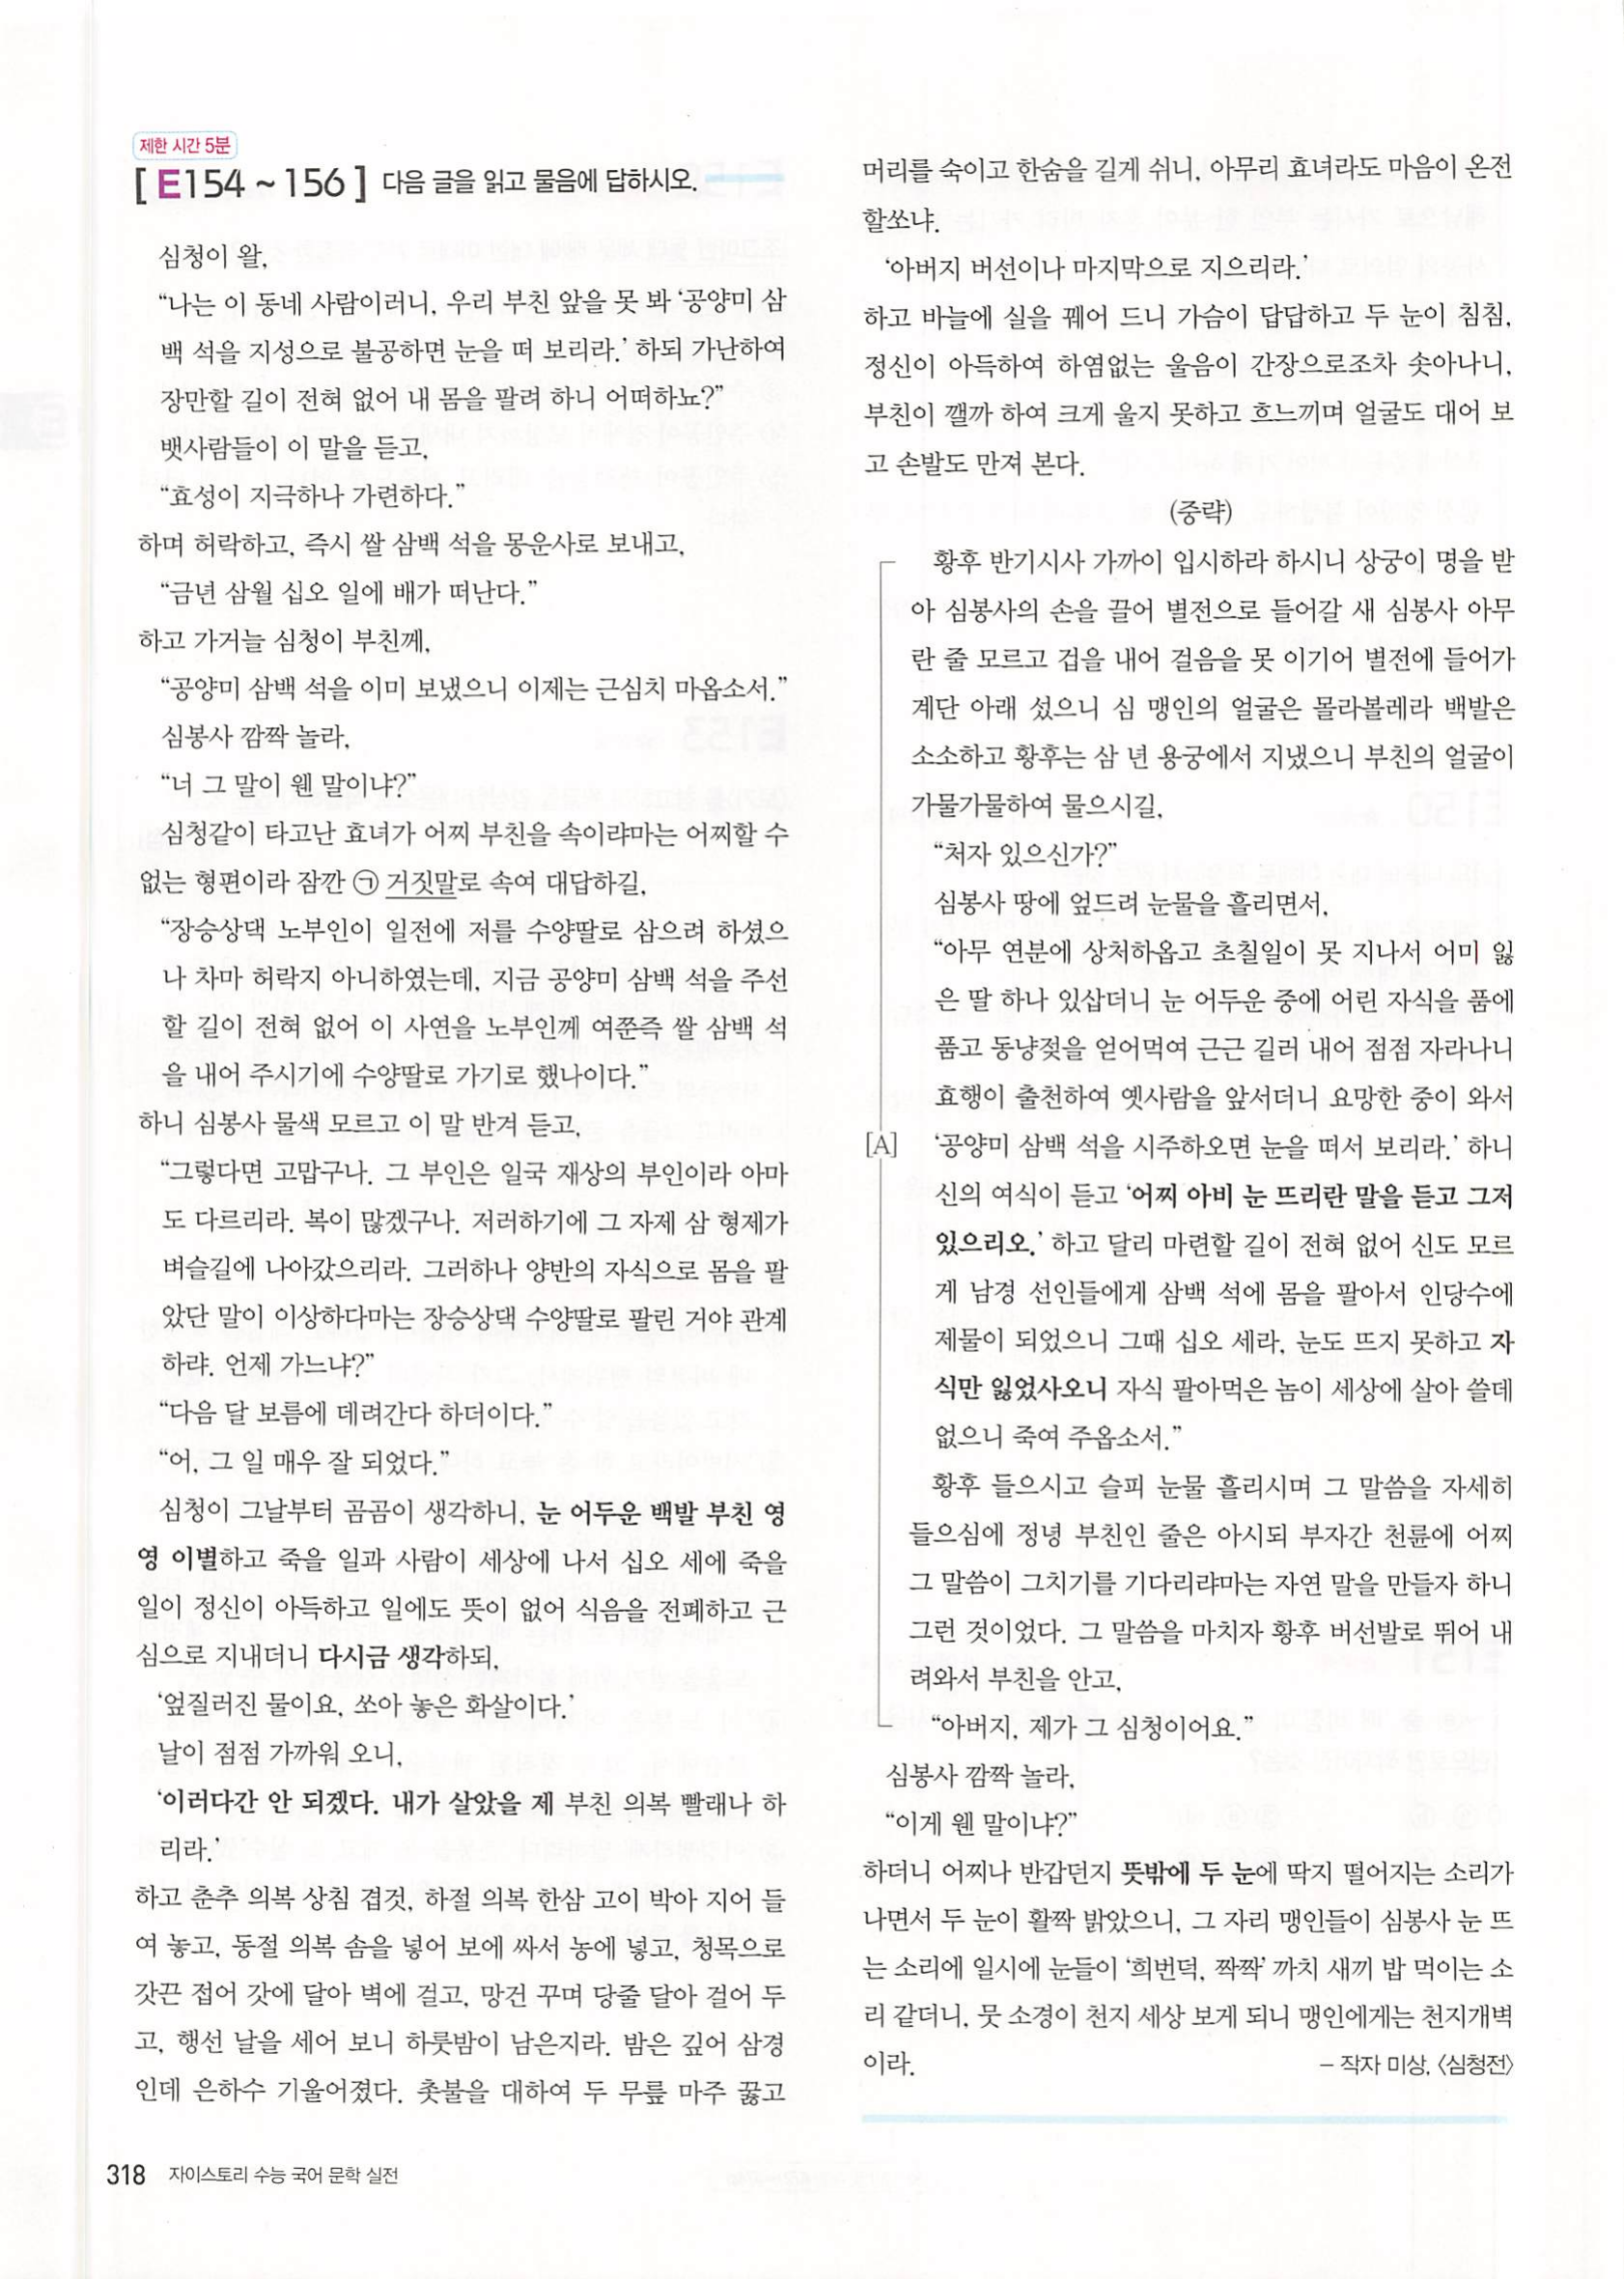 제한 시간 5분
[ E154 ~ 156 ] 다음 글을 읽고 물음에 답하시오.
심청이 왈,
“나는 이 동네 사람이러니, 우리 부친 앞을 못 봐 ‘공양미 삼
백 석을 지성으로 불공하면 눈을 떠 보리라.’ 하되 가난하여
장만할 길이 전혀 없어 내 몸을 팔려 하니 어떠하뇨?”
뱃사람들이 이 말을 듣고,
“효성이 지극하나 가련하다.”
하며 허락하고, 즉시 쌀 삼백 석을 몽운사로 보내고,
“금년 삼월 십오 일에 배가 떠난다.”
하고 가거늘 심청이 부친께,
“공양미 삼백 석을 이미 보냈으니 이제는 근심치 마옵소서.”
심봉사 깜짝 놀라,
“너 그 말이 웬 말이냐?”
심청같이 타고난 효녀가 어찌 부친을 속이랴마는 어찌할 수
없는 형편이라 잠깐 ㉠ 거짓말로 속여 대답하길,
“장승상댁 노부인이 일전에 저를 수양딸로 삼으려 하셨으
나 차마 허락지 아니하였는데, 지금 공양미 삼백 석을 주선
할 길이 전혀 없어 이 사연을 노부인께 여쭌즉 쌀 삼백 석
을 내어 주시기에 수양딸로 가기로 했나이다.”
하니 심봉사 물색 모르고 이 말 반겨 듣고,
“그렇다면 고맙구나. 그 부인은 일국 재상의 부인이라 아마
도 다르리라. 복이 많겠구나. 저러하기에 그 자제 삼 형제가
벼슬길에 나아갔으리라. 그러하나 양반의 자식으로 몸을 팔
았단 말이 이상하다마는 장승상댁 수양딸로 팔린 거야 관계
하랴. 언제 가느냐?”
“다음 달 보름에 데려간다 하더이다.”
“어, 그 일 매우 잘 되었다.”
심청이 그날부터 곰곰이 생각하니, 눈 어두운 백발 부친 영
영 이별하고 죽을 일과 사람이 세상에 나서 십오 세에 죽을
일이 정신이 아득하고 일에도 뜻이 없어 식음을 전폐하고 근
심으로 지내더니 다시금 생각하되,
‘엎질러진 물이요, 쏘아 놓은 화살이다.’
날이 점점 가까워 오니,
‘이러다간 안 되겠다. 내가 살았을 제 부친 의복 빨래나 하
리라.’
하고 춘추 의복 상침 겹것, 하절 의복 한삼 고이 박아 지어 들
여 놓고, 동절 의복 솜을 넣어 보에 싸서 농에 넣고, 청목으로
갓끈 접어 갓에 달아 벽에 걸고, 망건 꾸며 당줄 달아 걸어 두
고, 행선 날을 세어 보니 하룻밤이 남은지라. 밤은 깊어 삼경
인데 은하수 기울어졌다. 촛불을 대하여 두 무릎 마주 꿇고
머리를 숙이고 한숨을 길게 쉬니, 아무리 효녀라도 마음이 온전
할쏘냐.
‘아버지 버선이나 마지막으로 지으리라.’
하고 바늘에 실을 꿰어 드니 가슴이 답답하고 두 눈이 침침,
정신이 아득하여 하염없는 울음이 간장으로조차 솟아나니,
부친이 깰까 하여 크게 울지 못하고 흐느끼며 얼굴도 대어 보
고 손발도 만져 본다.
(중략)
황후 반기시사 가까이 입시하라 하시니 상궁이 명을 받
아 심봉사의 손을 끌어 별전으로 들어갈 새 심봉사 아무
란 줄 모르고 겁을 내어 걸음을 못 이기어 별전에 들어가
계단 아래 섰으니 심 맹인의 얼굴은 몰라볼레라 백발은
소소하고 황후는 삼 년 용궁에서 지냈으니 부친의 얼굴이
가물가물하여 물으시길,
“처자 있으신가?”
심봉사 땅에 엎드려 눈물을 흘리면서,
“아무 연분에 상처하옵고 초칠일이 못 지나서 어미 잃
은 딸 하나 있삽더니 눈 어두운 중에 어린 자식을 품에
품고 동냥젖을 얻어먹여 근근 길러 내어 점점 자라나니
효행이 출천하여 옛사람을 앞서더니 요망한 중이 와서
[A] ‘공양미 삼백 석을 시주하오면 눈을 떠서 보리라.’ 하니
신의 여식이 듣고 ‘어찌 아비 눈 뜨리란 말을 듣고 그저
있으리오.’ 하고 달리 마련할 길이 전혀 없어 신도 모르
게 남경 선인들에게 삼백 석에 몸을 팔아서 인당수에
제물이 되었으니 그때 십오 세라, 눈도 뜨지 못하고 자
식만 잃었사오니 자식 팔아먹은 놈이 세상에 살아 쓸데
없으니 죽여 주옵소서.”
황후 들으시고 슬피 눈물 흘리시며 그 말씀을 자세히
들으심에 정녕 부친인 줄은 아시되 부자간 천륜에 어찌
그 말씀이 그치기를 기다리랴마는 자연 말을 만들자 하니
그런 것이었다. 그 말씀을 마치자 황후 버선발로 뛰어 내
려와서 부친을 안고,
“아버지, 제가 그 심청이어요.”
심봉사 깜짝 놀라,
“이게 웬 말이냐?”
하더니 어찌나 반갑던지 뜻밖에 두 눈에 딱지 떨어지는 소리가
나면서 두 눈이 활짝 밝았으니, 그 자리 맹인들이 심봉사 눈 뜨
는 소리에 일시에 눈들이 ‘희번덕, 짝짝’ 까치 새끼 밥 먹이는 소
리 같더니, 뭇 소경이 천지 세상 보게 되니 맹인에게는 천지개벽
이라.
– 작자 미상, 〈심청전〉
318 자이스토리 수능 국어 문학 실전